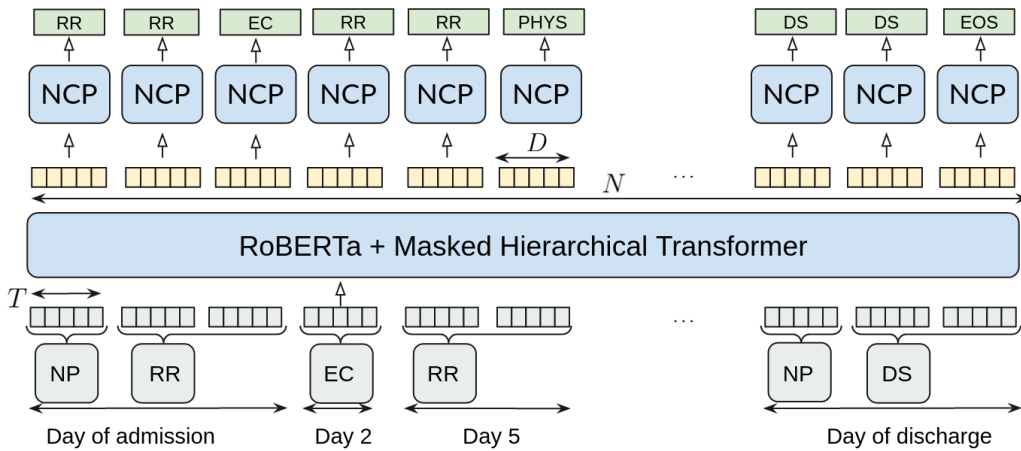 RR RR EC RR RR PHYS DS DS EOS
NCP NCP NCP NCP NCP NCP NCP NCP NCP
D
N ...
RoBERTa + Masked Hierarchical Transformer
T
...
NP RR EC RR NP DS
Day of admission Day 2 Day 5 Day of discharge